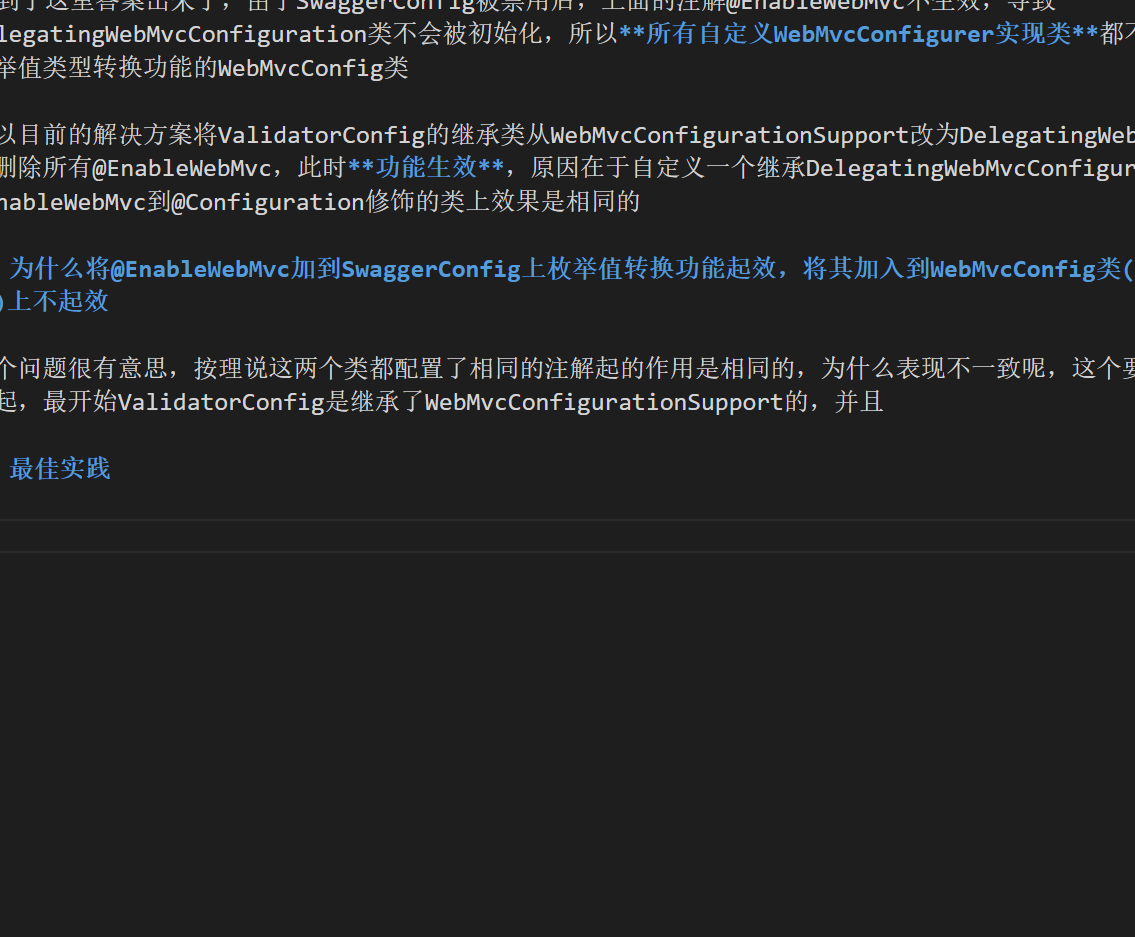 到了这里答案出来了，由于SwaggerConfig被禁用后，上面的注解@EnableWebMvc不生效，导致
legatingWebMvcConfiguration类不会被初始化，所以**所有自定义WebMvcConfigurer实现类**都不
举值类型转换功能的WebMvcConfig类
以目前的解决方案将ValidatorConfig的继承类从WebMvcConfigurationSupport改为DelegatingWeb
删除所有@EnableWebMvc，此时**功能生效**，原因在于自定义一个继承DelegatingWebMvcConfigur
nableWebMvc到@Configuration修饰的类上效果是相同的
为什么将@EnableWebMvc加到SwaggerConfig上枚举值转换功能起效，将其加入到WebMvcConfig类(
)上不起效
个问题很有意思，按理说这两个类都配置了相同的注解起的作用是相同的，为什么表现不一致呢，这个要
起，最开始ValidatorConfig是继承了WebMvcConfigurationSupport的，并且
最佳实践